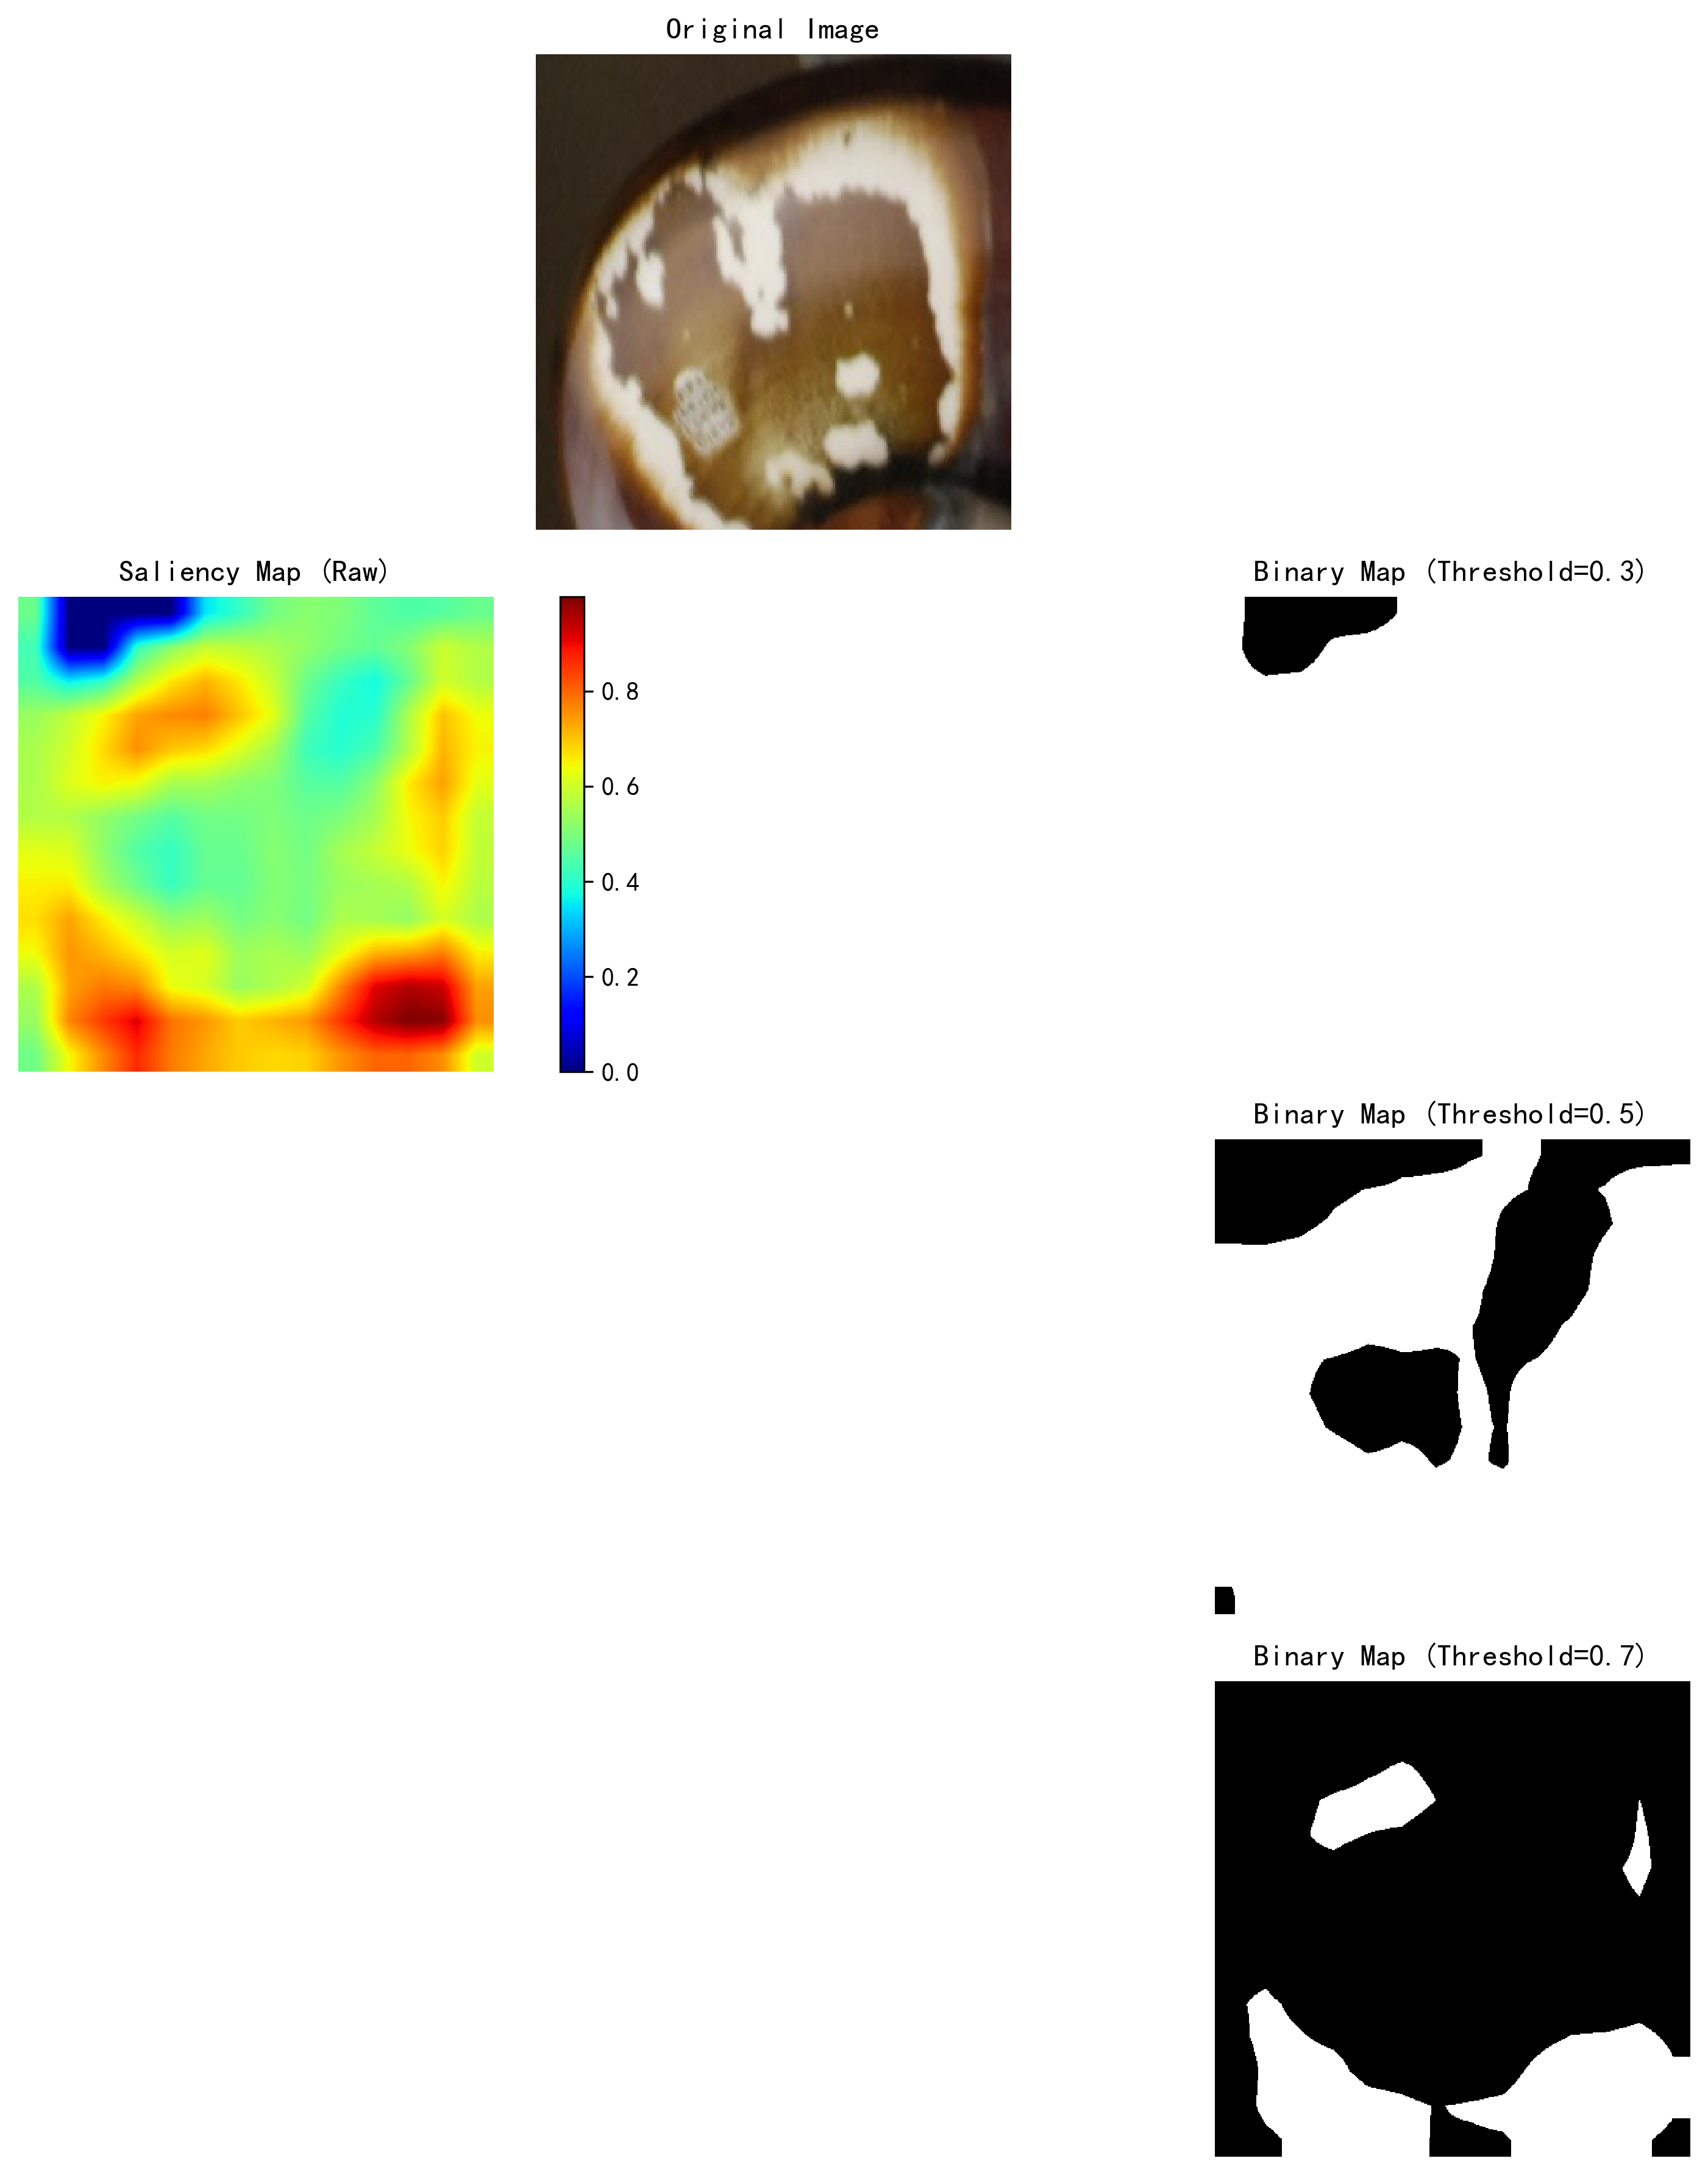 Original Image
Saliency Map (Raw)
Binary Map (Threshold=0.3)
0.8
0.6
0.4
0.2
0.0
Binary Map (Threshold=0.5)
Binary Map (Threshold=0.7)